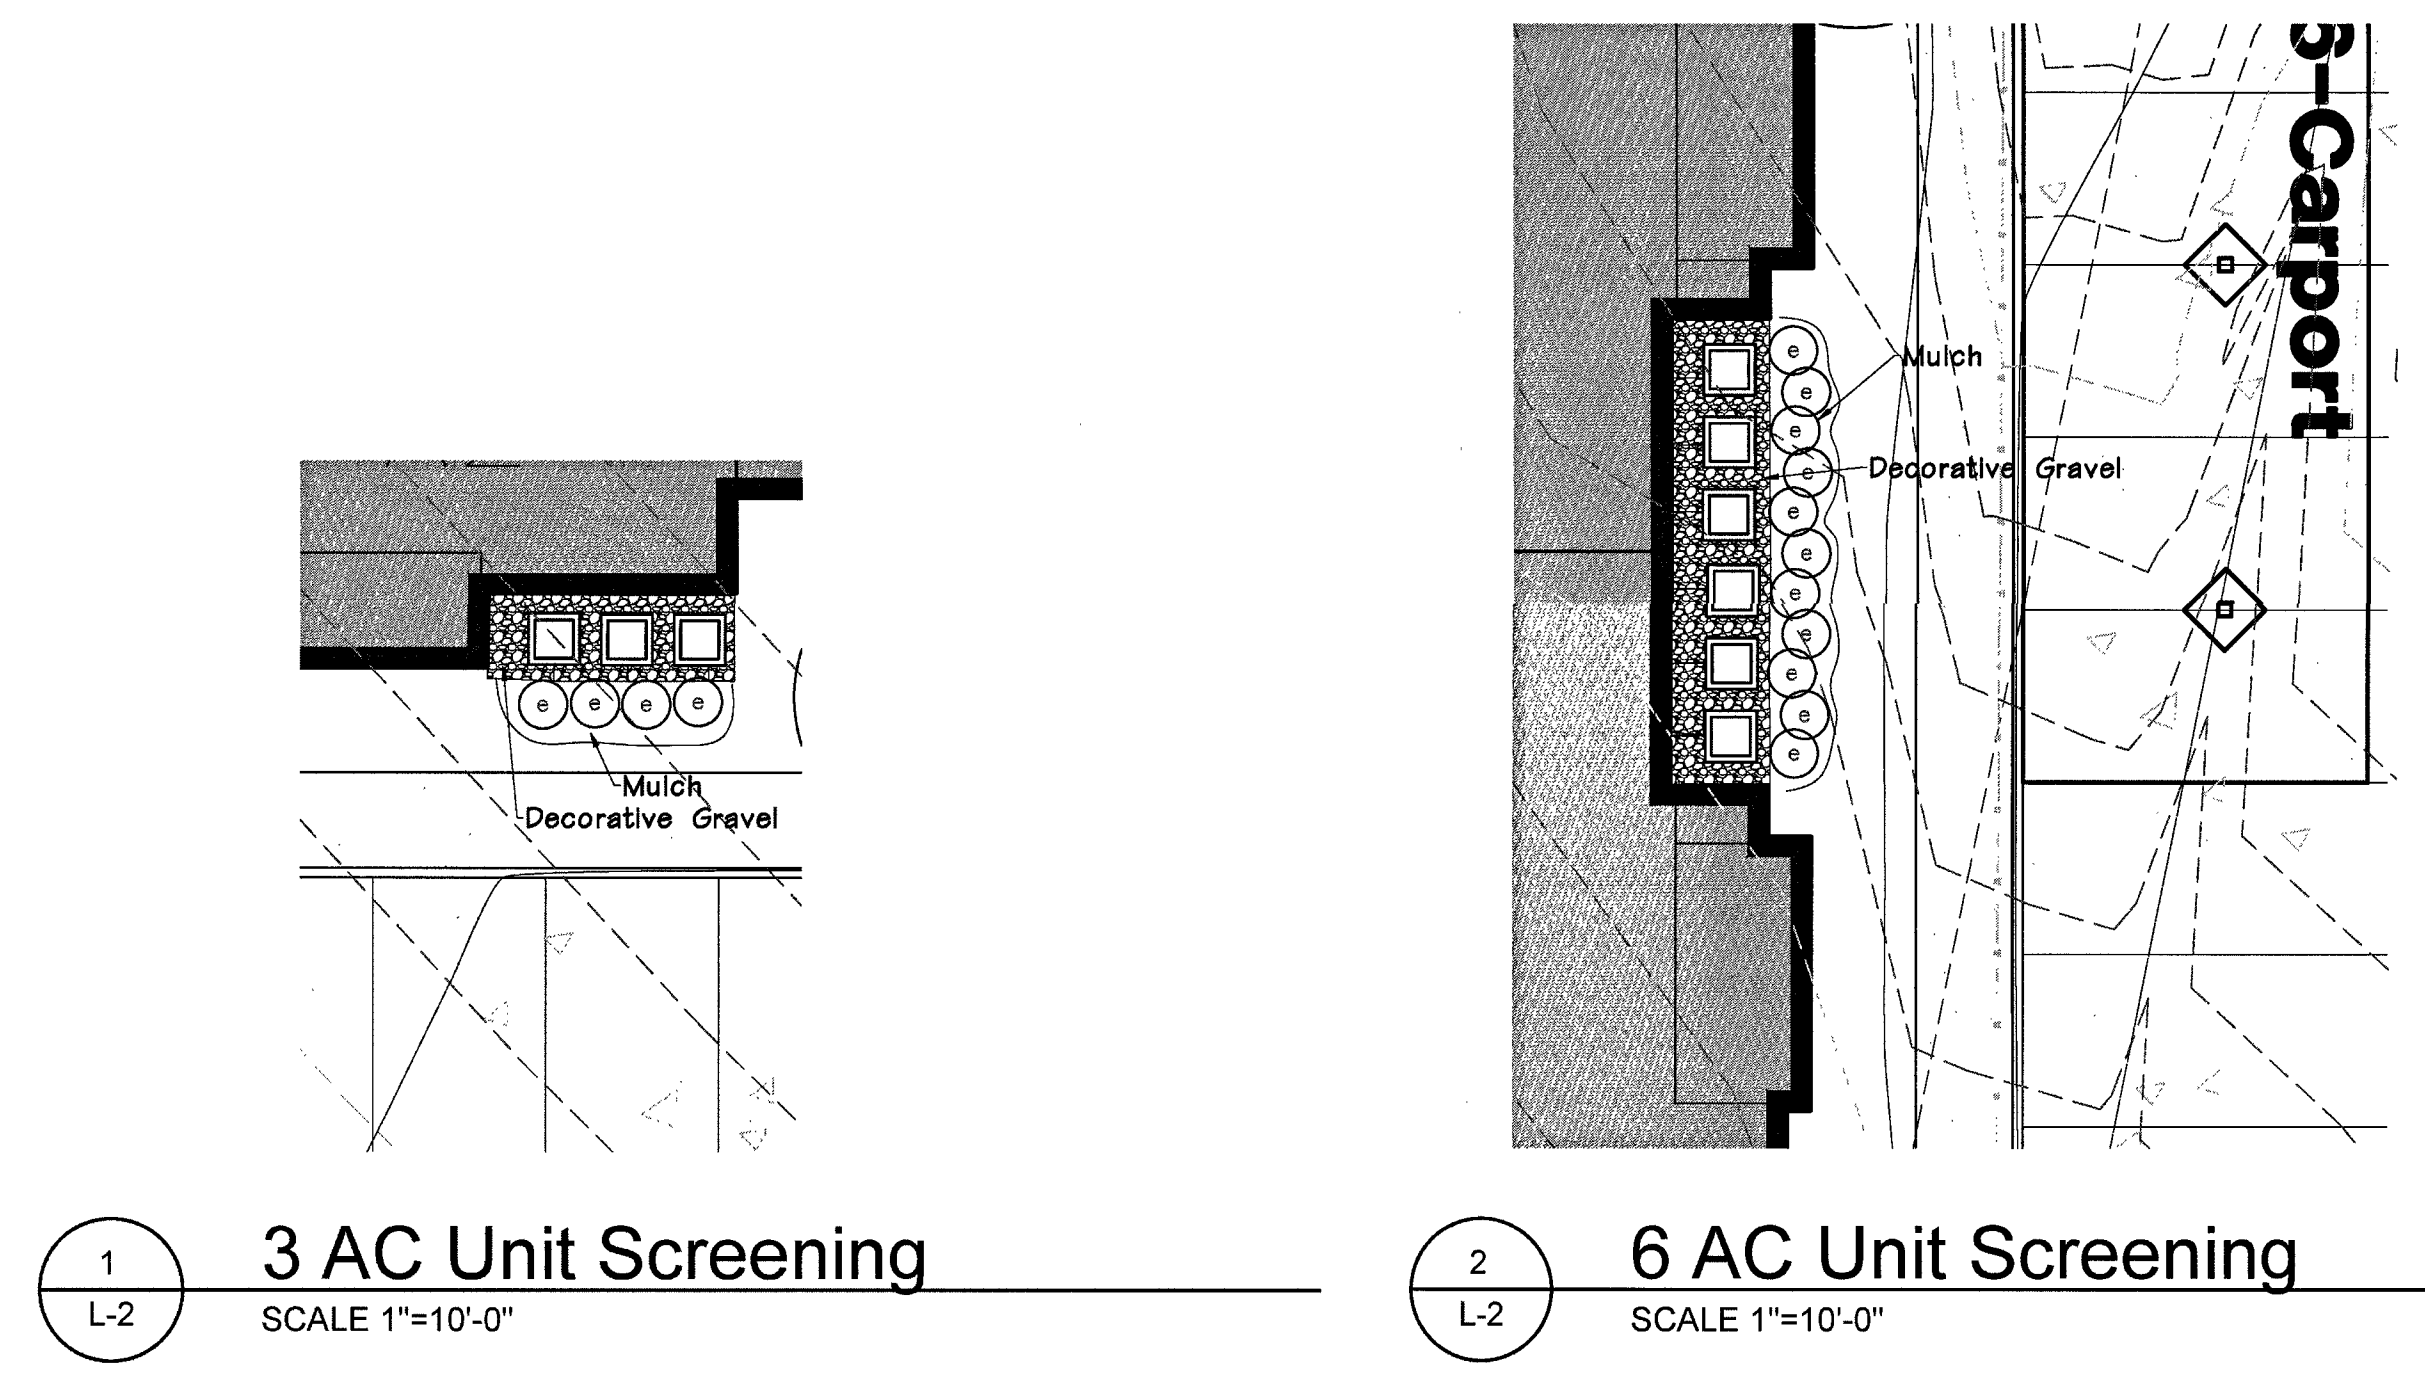 6-Carport
Mulch
Decorative Gravel
e
e
e
e
e
e
e
e
e
e
e
e e e e
Mulch
Decorative Gravel
1
L-2
3 AC Unit Screening
SCALE 1"=10'-0"
2
L-2
6 AC Unit Screening
SCALE 1"=10'-0"